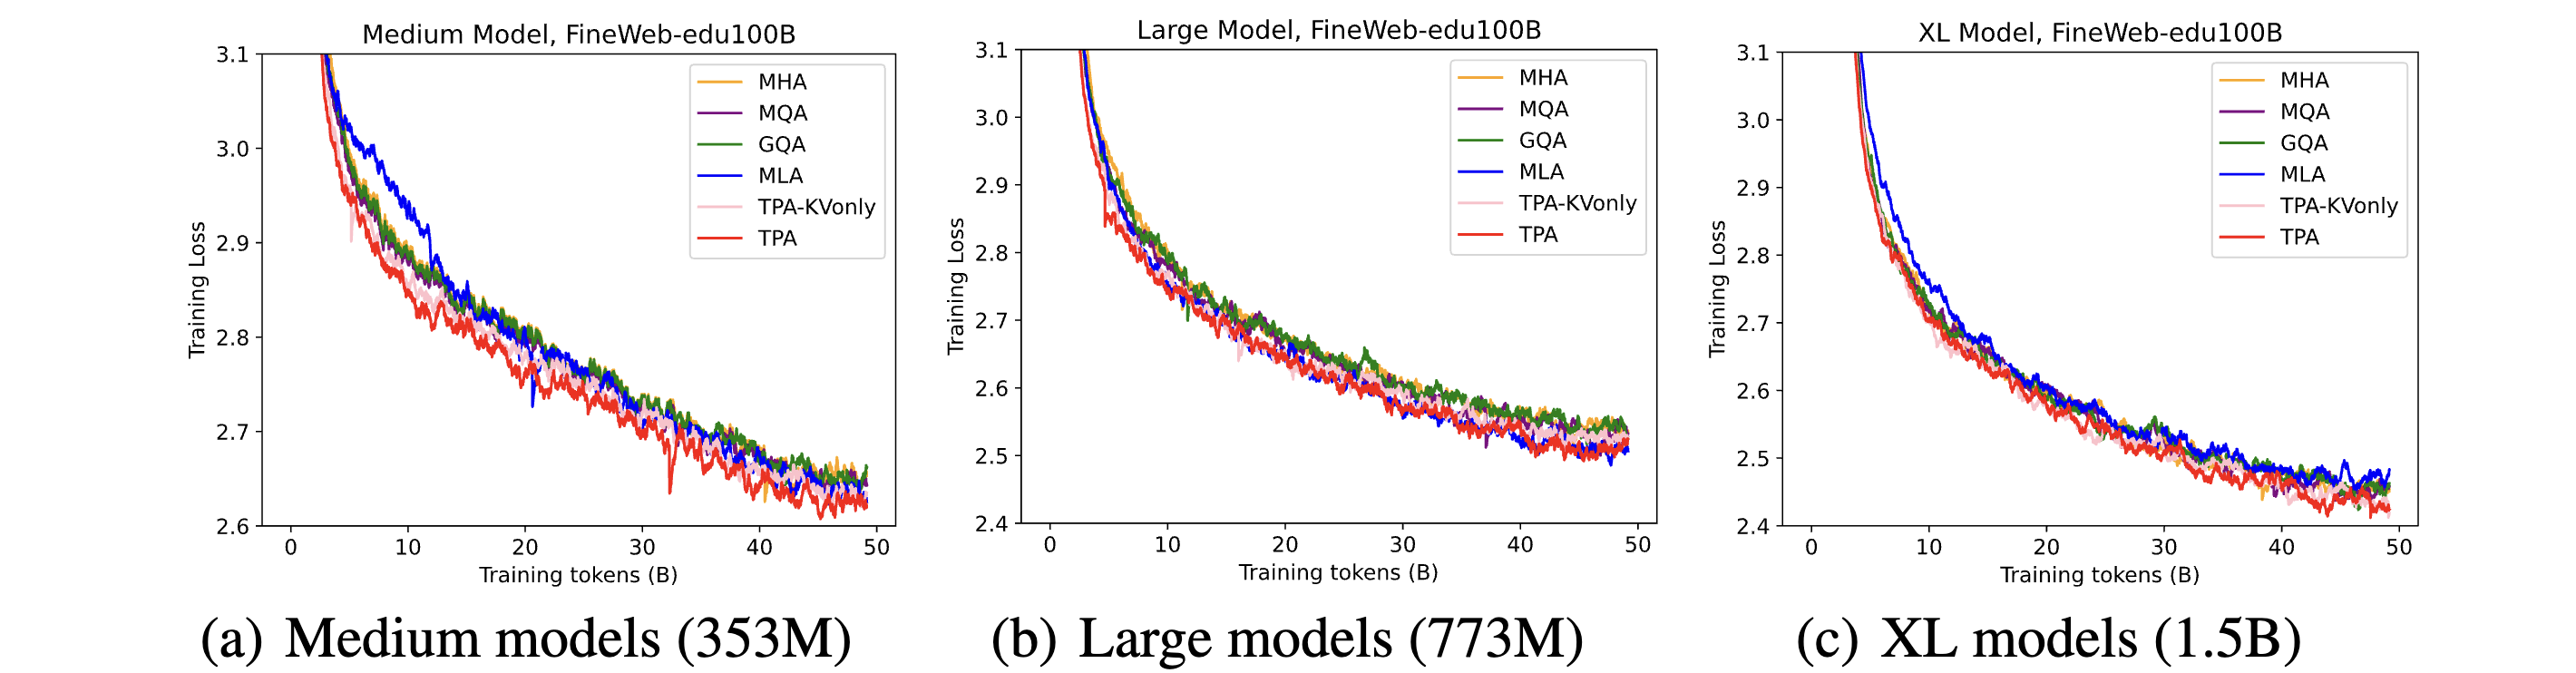 Medium Model, FineWeb-edu100B
3.1
3.0
2.9
2.8
2.7
2.6
Training Loss
MHA
MQA
GQA
MLA
TPA-KVonly
TPA
0 10 20 30 40 50
Training tokens (B)
(a) Medium models (353M)
Large Model, FineWeb-edu100B
3.1
3.0
2.9
2.8
2.7
2.6
2.5
2.4
Training Loss
MHA
MQA
GQA
MLA
TPA-KVonly
TPA
0 10 20 30 40 50
Training tokens (B)
(b) Large models (773M)
XL Model, FineWeb-edu100B
3.1
3.0
2.9
2.8
2.7
2.6
2.5
2.4
Training Loss
MHA
MQA
GQA
MLA
TPA-KVonly
TPA
0 10 20 30 40 50
Training tokens (B)
(c) XL models (1.5B)